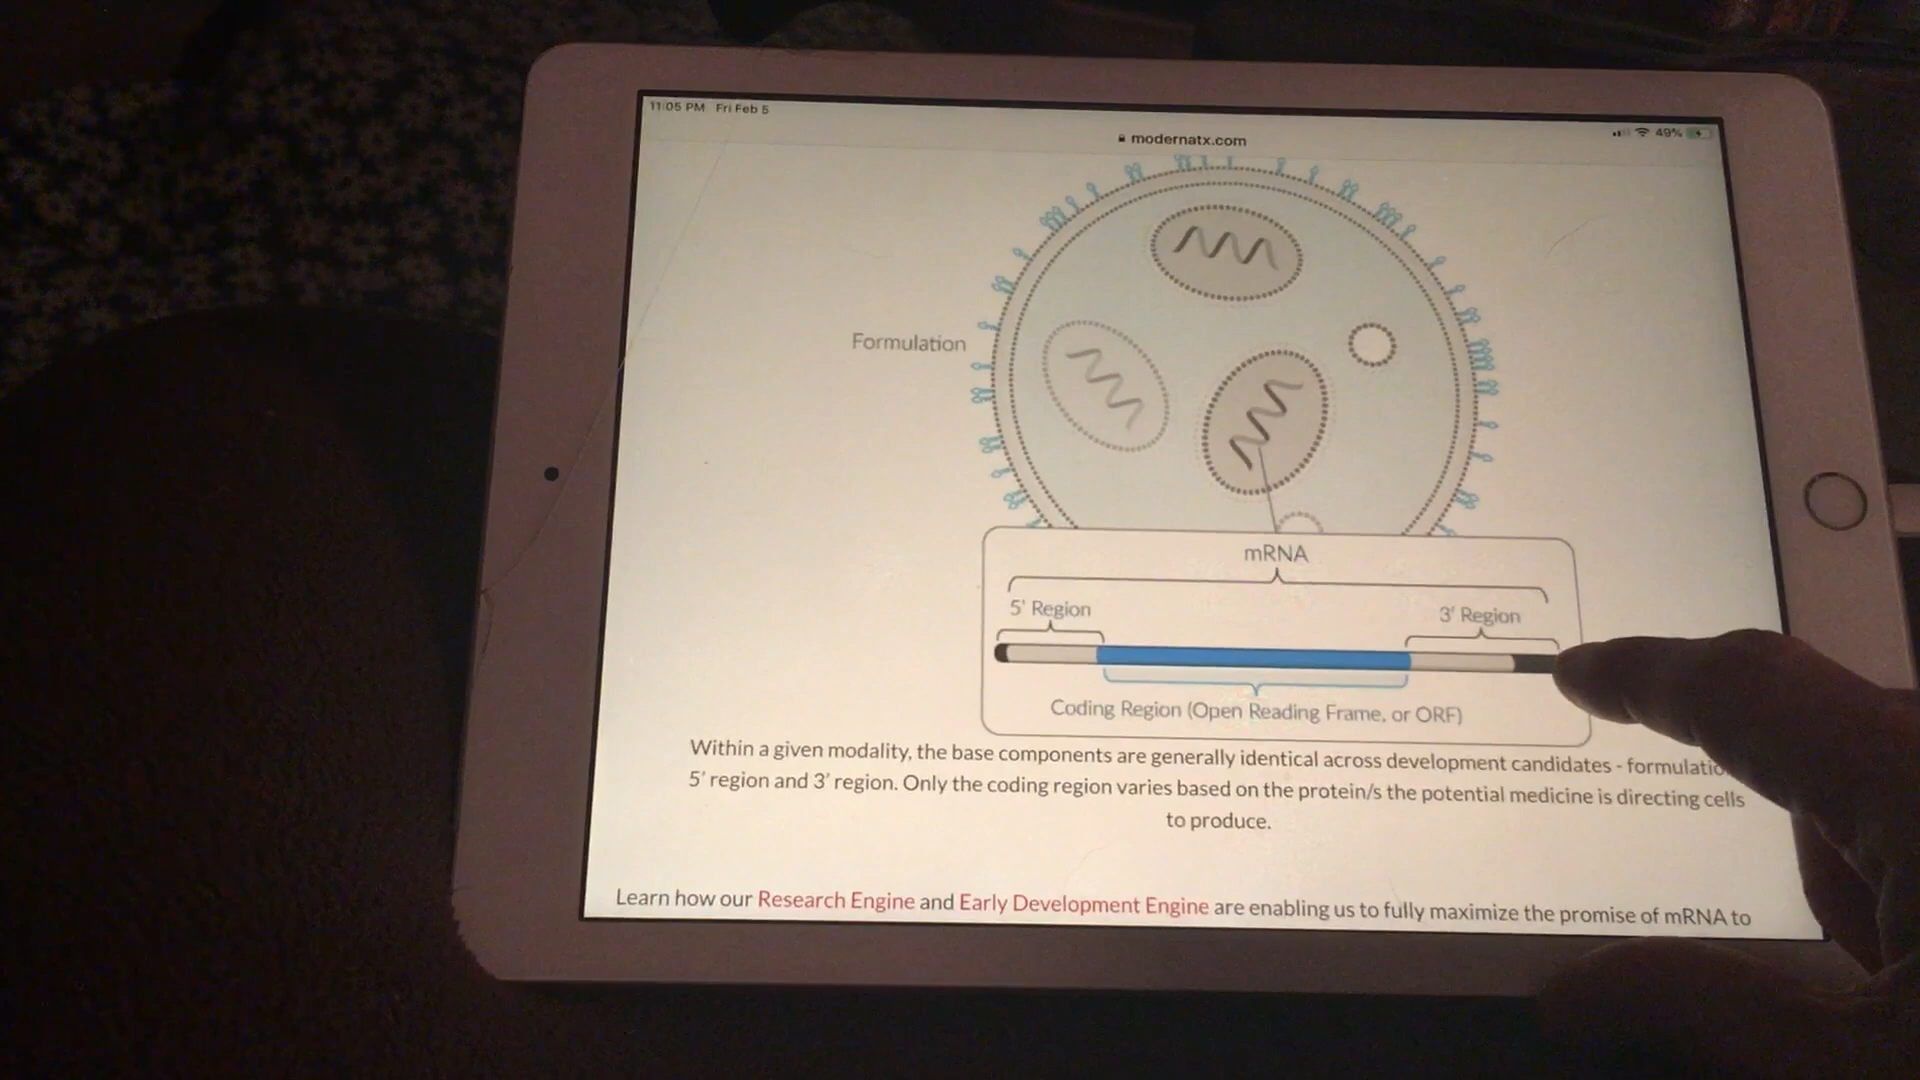 11:05 PM Fri Feb 5
49%
modernatx.com
Formulation
mRNA
5' Region
3' Region
Coding Region (Open Reading Frame, or ORF)
Within a given modality, the base components are generally identical across development candidates - formulatio
5' region and 3' region. Only the coding region varies based on the protein/s the potential medicine is directing cells
to produce.
Learn how our Research Engine and Early Development Engine are enabling us to fully maximize the promise of mRNA to